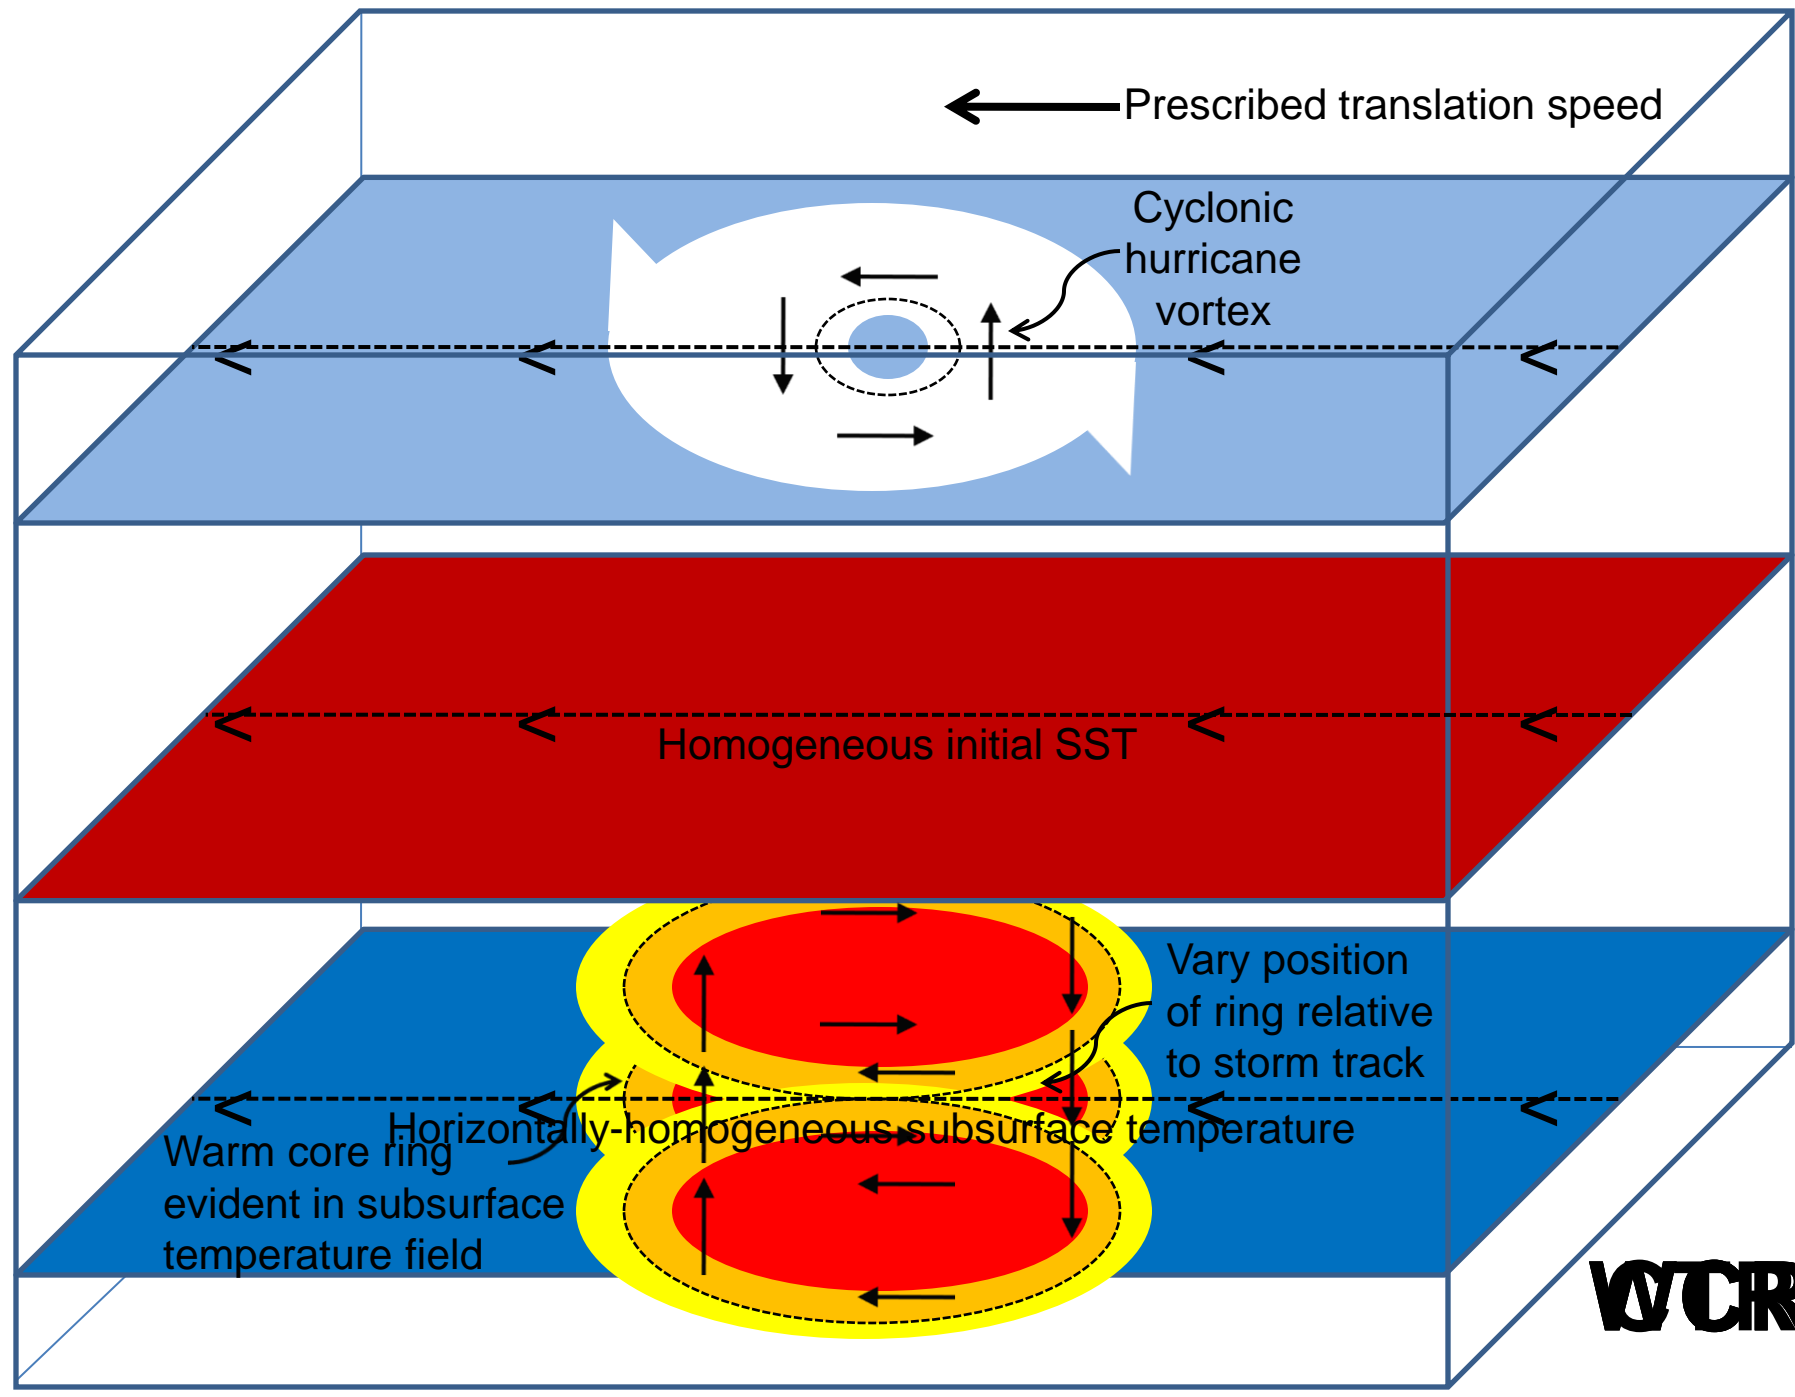 Prescribed translation speed
Cyclonic
hurricane
vortex
Homogeneous initial SST
Vary position
of ring relative
to storm track
Horizontally-homogeneous subsurface temperature
Warm core ring
evident in subsurface
temperature field